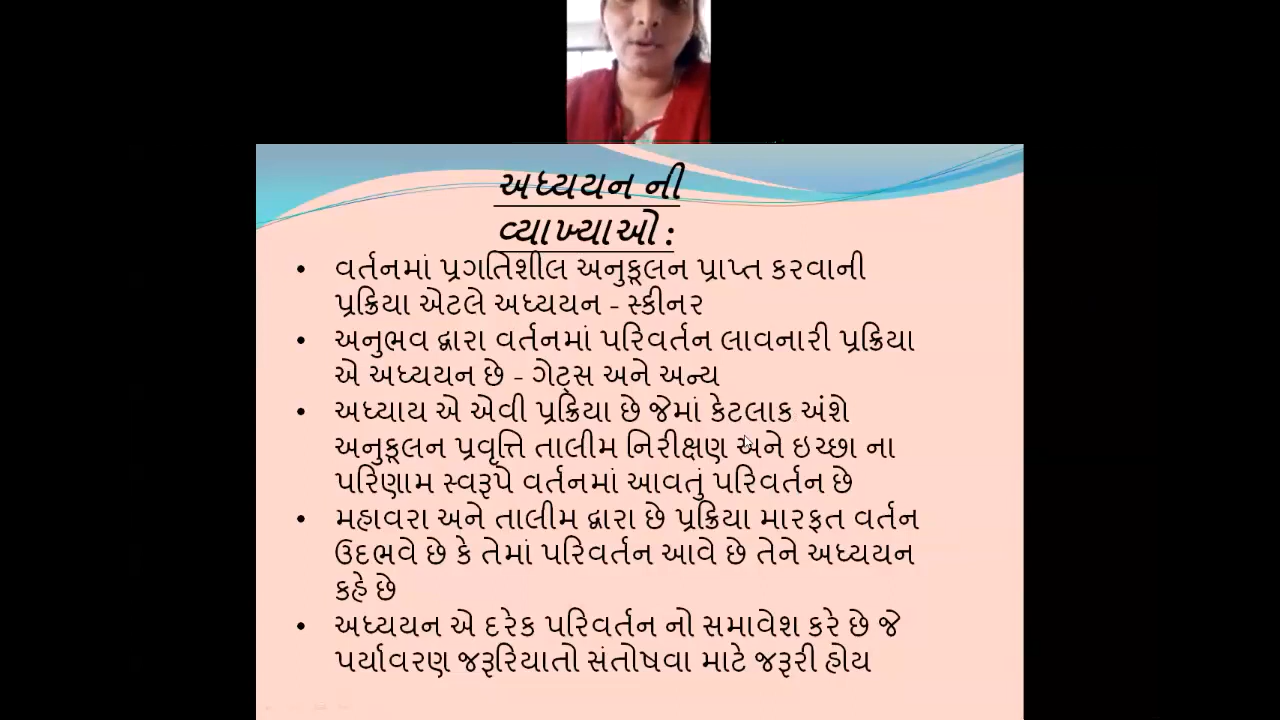 અધ્યયન ની
વ્યાખ્યાઓ:
• વર્તનમાં પ્રગતિશીલ અનુકૂલન પ્રાપ્ત કરવાની
પ્રક્રિયા એટલે અધ્યયન - સ્કીનર
• અનુભવ દ્વારા વર્તનમાં પરિવર્તન લાવનારી પ્રક્રિયા
એ અધ્યયન છે - ગેટ્સ અને અન્ય
• અધ્યાય એ એવી પ્રક્રિયા છે જેમાં કેટલાક અંશે
અનુકૂલન પ્રવૃત્તિ તાલીમ નિરીક્ષણ અને ઇચ્છા ના
પરિણામ સ્વરૂપે વર્તનમાં આવતું પરિવર્તન છે
• મહાવરા અને તાલીમ દ્વારા છે પ્રક્રિયા મારફત વર્તન
ઉદભવે છે કે તેમાં પરિવર્તન આવે છે તેને અધ્યયન
કહે છે
• અધ્યયન એ દરેક પરિવર્તન નો સમાવેશ કરે છે જે
પર્યાવરણ જરૂરિયાતો સંતોષવા માટે જરૂરી હોય